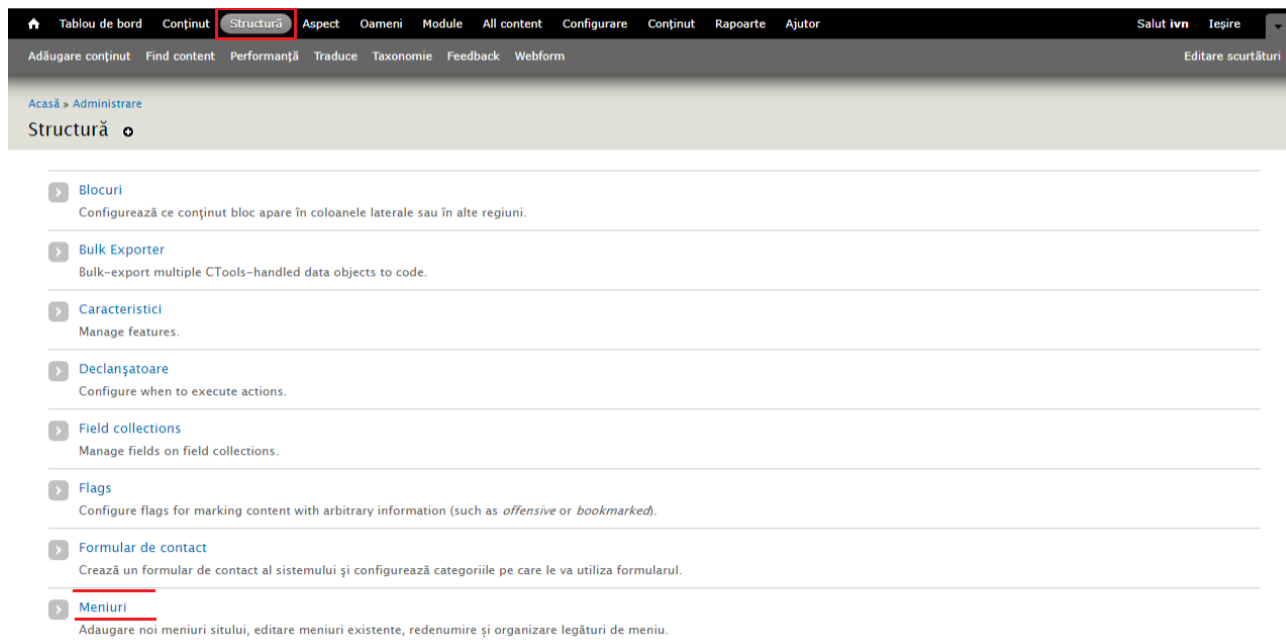 Tablou de bord Conținut Structură Aspect Oameni Module All content Configurare Conținut Rapoarte Ajutor Salut ivn Ieșire
Adăugare conținut Find content Performanță Traduce Taxonomie Feedback Webform Editare scurtături
Acasă » Administrare
Structură
Blocuri
Configurează ce conținut bloc apare în coloanele laterale sau în alte regiuni.
Bulk Exporter
Bulk-export multiple CTools-handled data objects to code.
Caracteristici
Manage features.
Declanşatoare
Configure when to execute actions.
Field collections
Manage fields on field collections.
Flags
Configure flags for marking content with arbitrary information (such as offensive or bookmarked).
Formular de contact
Crează un formular de contact al sistemului şi configurează categoriile pe care le va utiliza formularul.
Meniuri
Adaugare noi meniuri sitului, editare meniuri existente, redenumire și organizare legături de meniu.